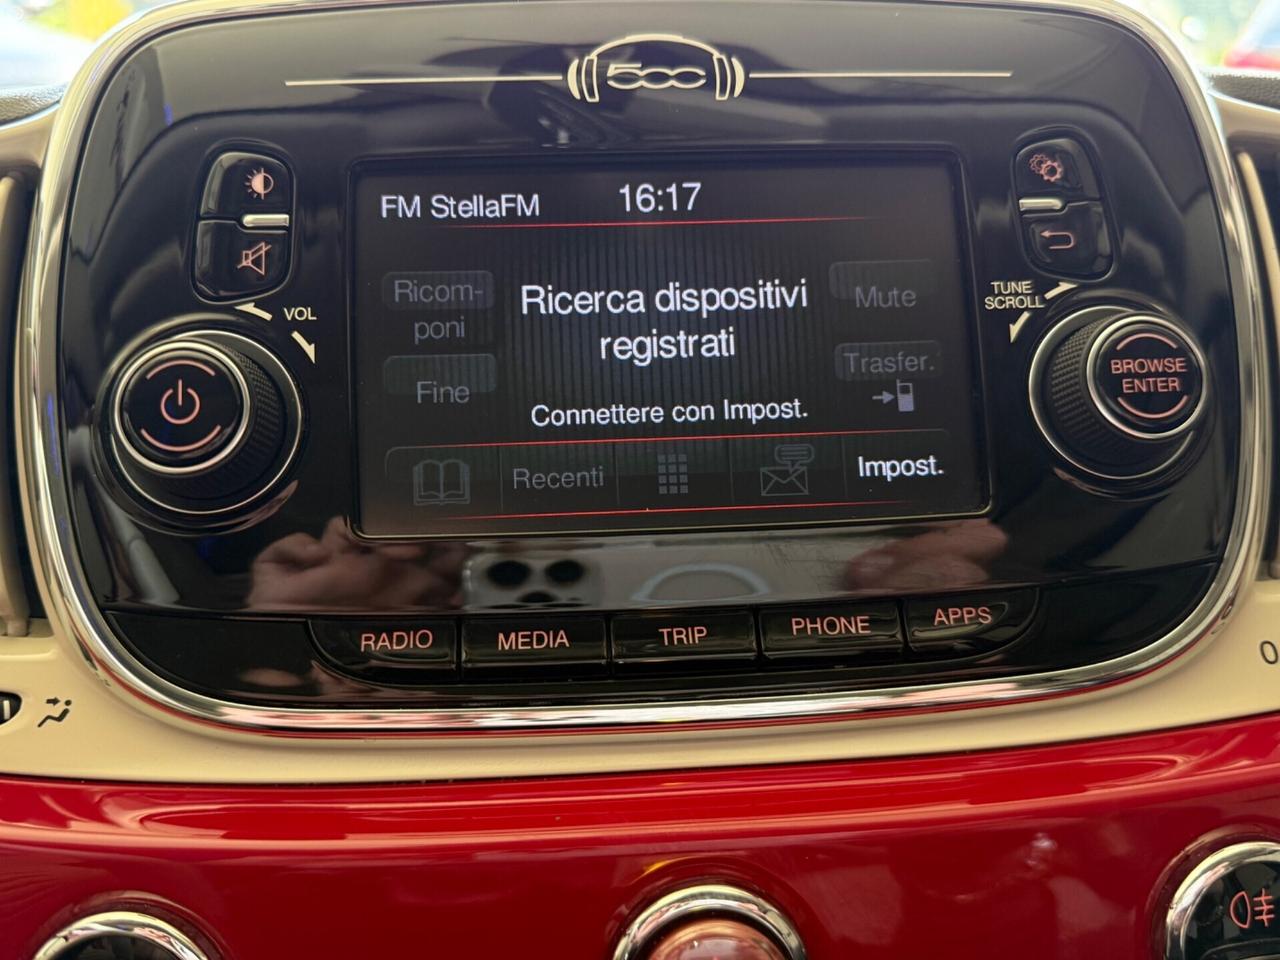 500
FM StellaFM
16:17
Ricom-
poni
Ricerca dispositivi
registrati
Mute
Fine
Trasfer.
Connettere con Impost.
Recenti
Impost.
VOL
TUNE
SCROLL
BROWSE
ENTER
RADIO
MEDIA
TRIP
PHONE
APPS
0